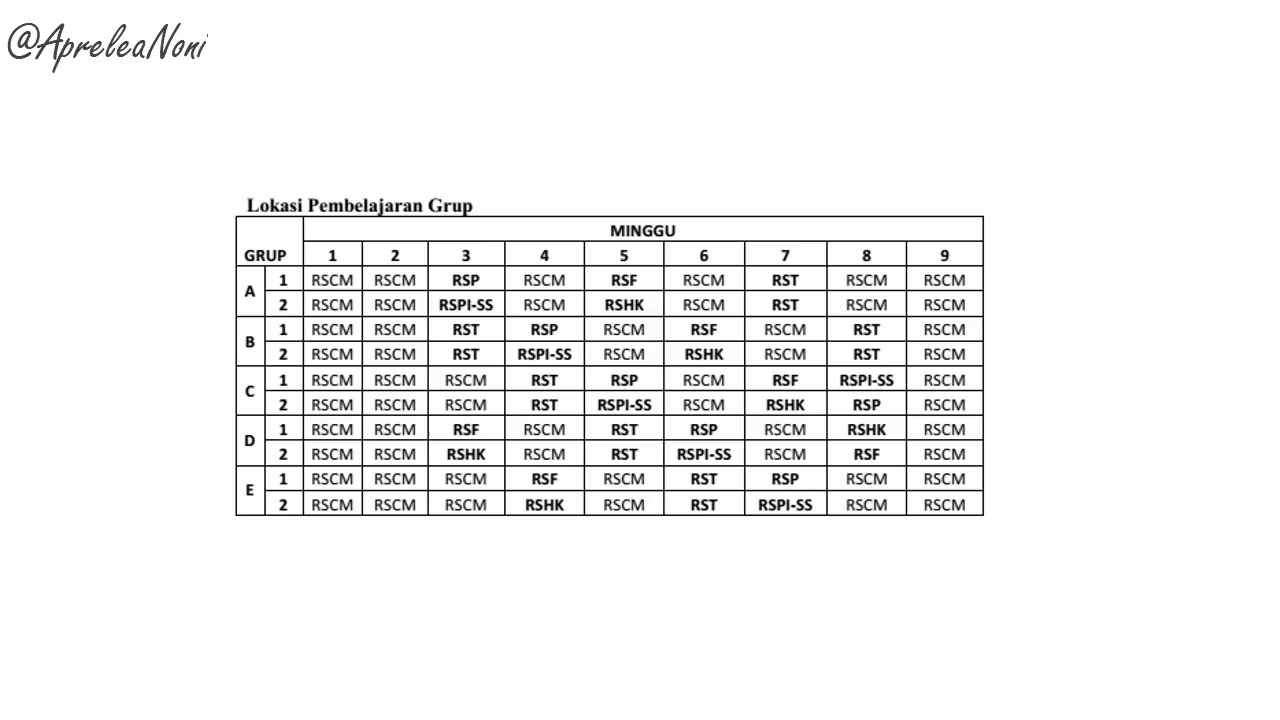 @ApreleaNoni
Lokasi Pembelajaran Grup
MINGGU
GRUP 1 2 3 4 5 6 7 8 9
A 1 RSCM RSCM RSP RSCM RSF RSCM RST RSCM RSCM
2 RSCM RSCM RSPI-SS RSCM RSHK RSCM RST RSCM RSCM
B 1 RSCM RSCM RST RSP RSCM RSF RSCM RST RSCM
2 RSCM RSCM RST RSPI-SS RSCM RSHK RSCM RST RSCM
C 1 RSCM RSCM RSCM RST RSP RSCM RSF RSPI-SS RSCM
2 RSCM RSCM RSCM RST RSPI-SS RSCM RSHK RSP RSCM
D 1 RSCM RSCM RSF RSCM RST RSP RSCM RSHK RSCM
2 RSCM RSCM RSHK RSCM RST RSPI-SS RSCM RSF RSCM
E 1 RSCM RSCM RSCM RSF RSCM RST RSP RSCM RSCM
2 RSCM RSCM RSCM RSHK RSCM RST RSPI-SS RSCM RSCM